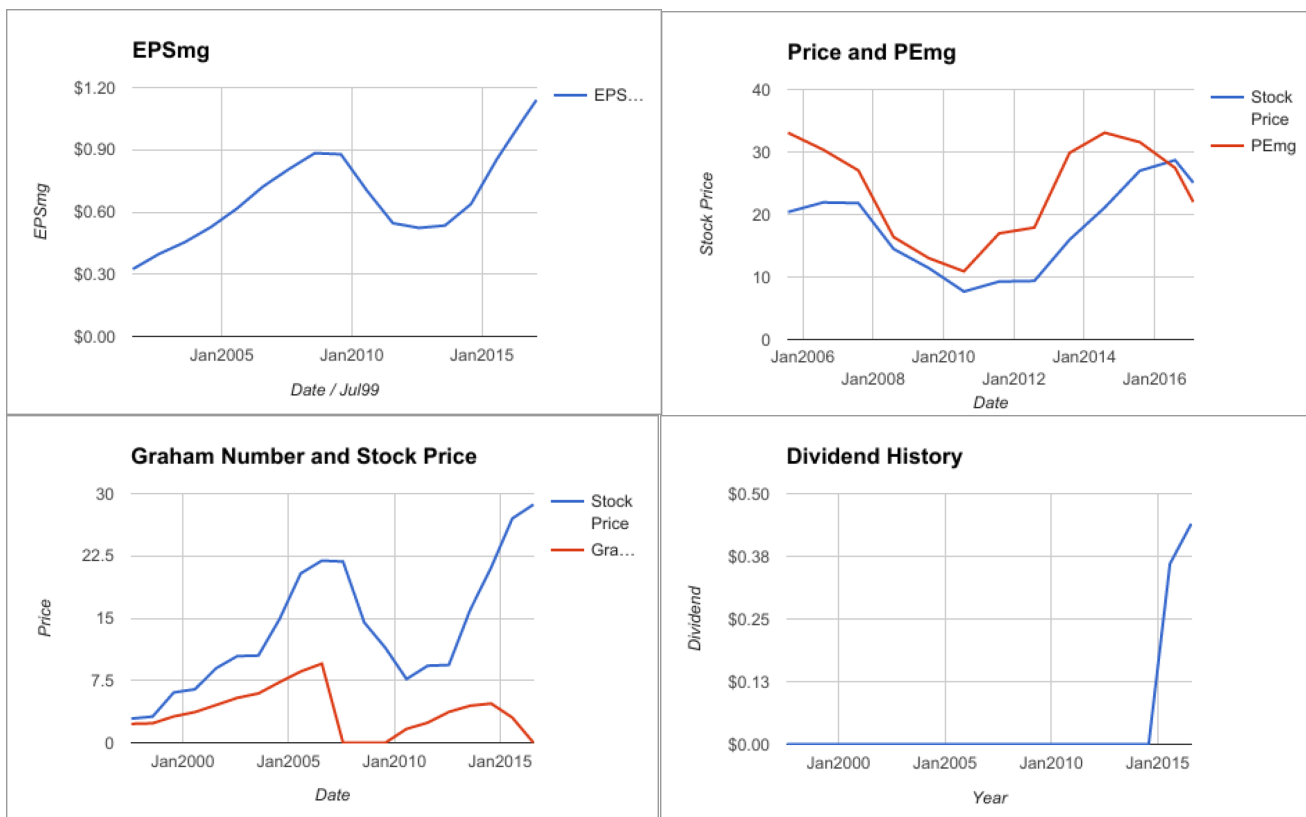 EPSmg
$1.20
$0.90
$0.60
$0.30
$0.00
EPSmg
Jan2005
Jan2010
Jan2015
Date / Jul99
EPS…
Price and PEmg
40
30
20
10
0
Stock Price
Jan2006
Jan2008
Jan2010
Jan2012
Jan2014
Jan2016
Date
Stock
Price
PEmg
Graham Number and Stock Price
30
22.5
15
7.5
0
Price
Jan2000
Jan2005
Jan2010
Jan2015
Date
Stock
Price
Gra…
Dividend History
$0.50
$0.38
$0.25
$0.13
$0.00
Dividend
Jan2000
Jan2005
Jan2010
Jan2015
Year